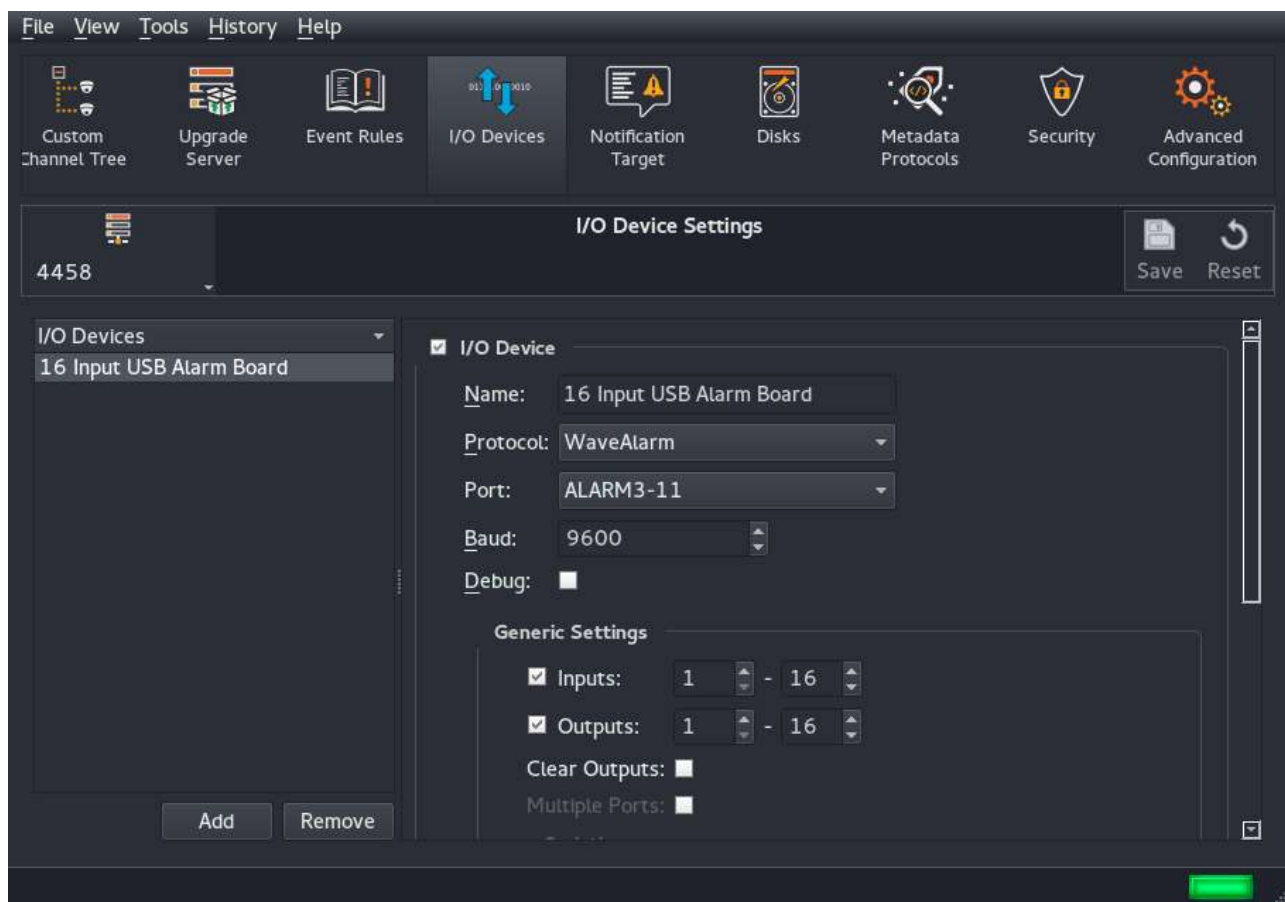 File View Tools History Help
Custom Channel Tree
Upgrade Server
Event Rules
I/O Devices
Notification Target
Disks
Metadata Protocols
Security
Advanced Configuration
4458
I/O Device Settings
Save Reset
I/O Devices
16 Input USB Alarm Board
Add Remove
I/O Device
Name: 16 Input USB Alarm Board
Protocol: WaveAlarm
Port: ALARM3-11
Baud: 9600
Debug:
Generic Settings
Inputs: 1 - 16
Outputs: 1 - 16
Clear Outputs:
Multiple Ports: